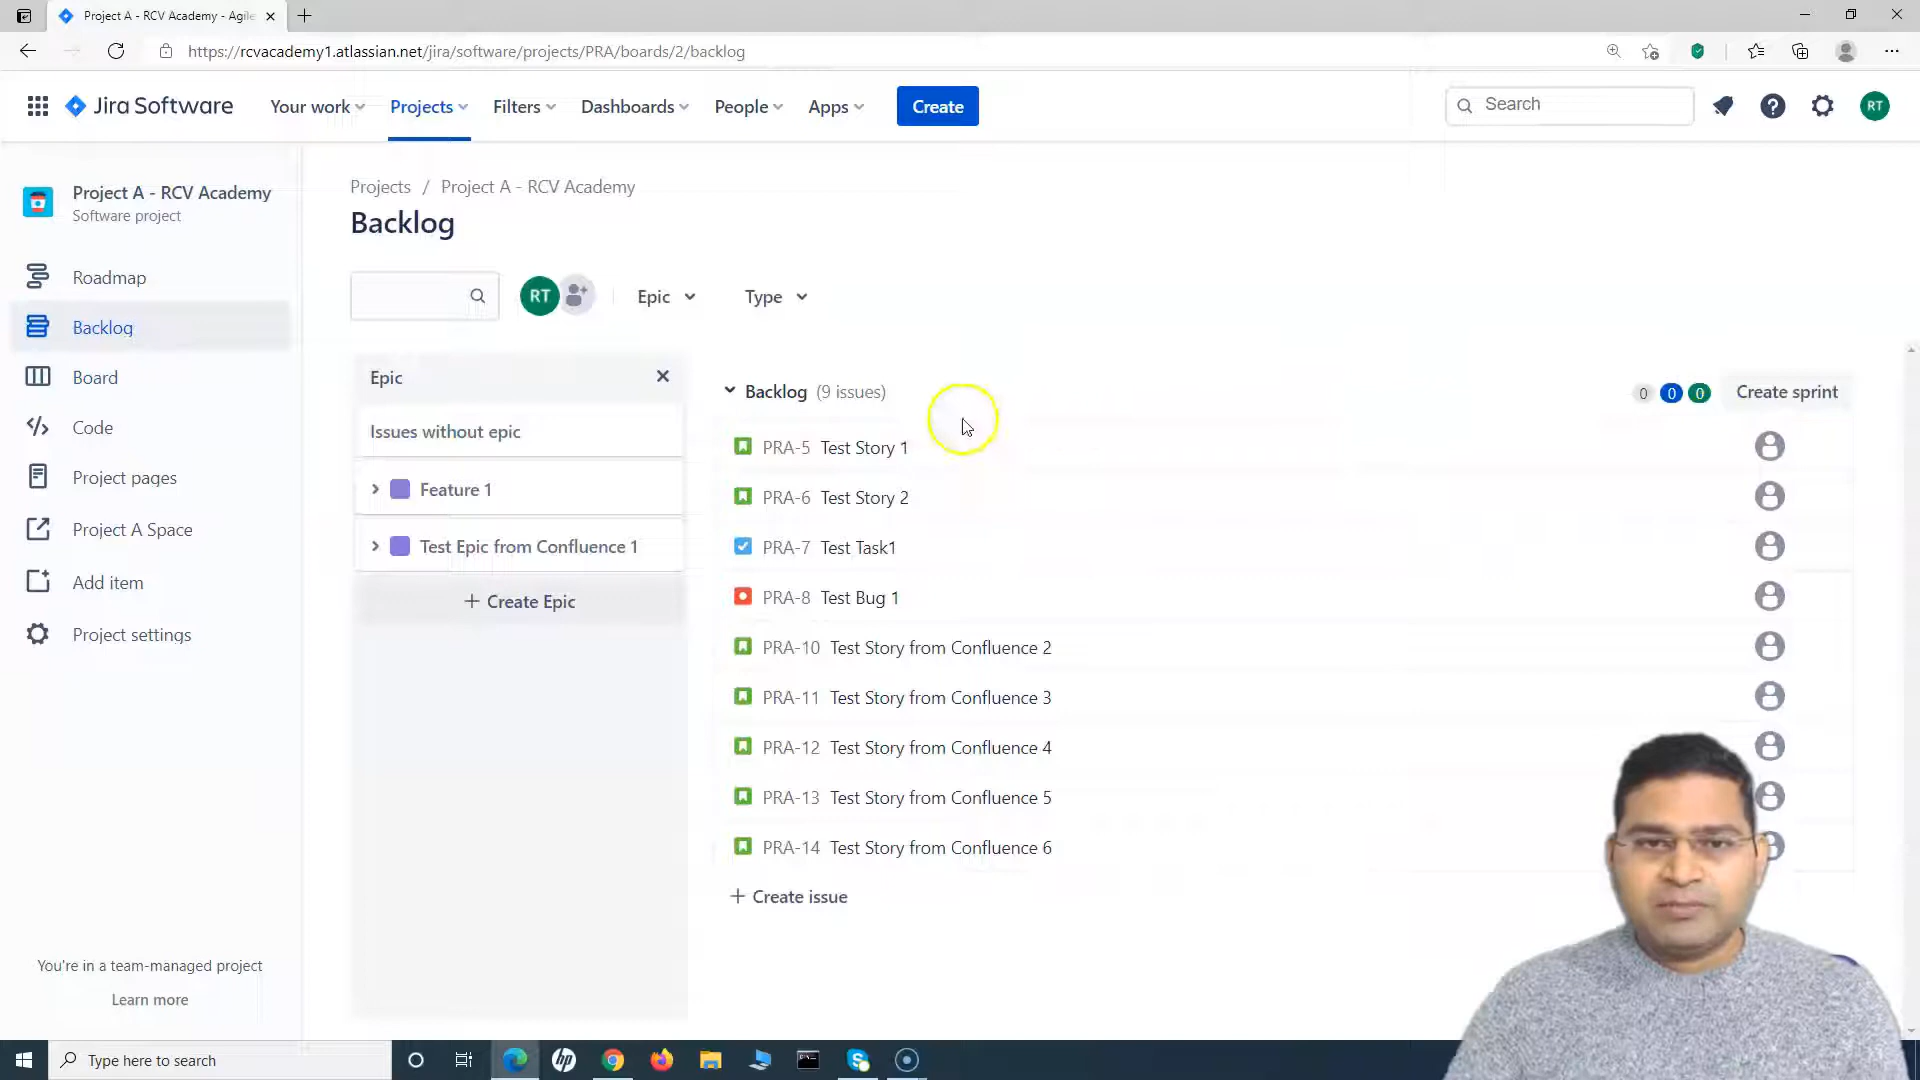 Project A - RCV Academy - Agile
https://rcvacademy1.atlassian.net/jira/software/projects/PRA/boards/2/backlog
Jira Software
Your work
Projects
Filters
Dashboards
People
Apps
Create
Search
RT
Project A - RCV Academy
Software project
Roadmap
Backlog
Board
Code
Project pages
Project A Space
Add item
Project settings
You're in a team-managed project
Learn more
Projects / Project A - RCV Academy
Backlog
RT
Epic
Type
Epic
Issues without epic
Feature 1
Test Epic from Confluence 1
+ Create Epic
Backlog (9 issues)
0 0 0 Create sprint
PRA-5 Test Story 1
PRA-6 Test Story 2
PRA-7 Test Task1
PRA-8 Test Bug 1
PRA-10 Test Story from Confluence 2
PRA-11 Test Story from Confluence 3
PRA-12 Test Story from Confluence 4
PRA-13 Test Story from Confluence 5
PRA-14 Test Story from Confluence 6
+ Create issue
Type here to search
hp